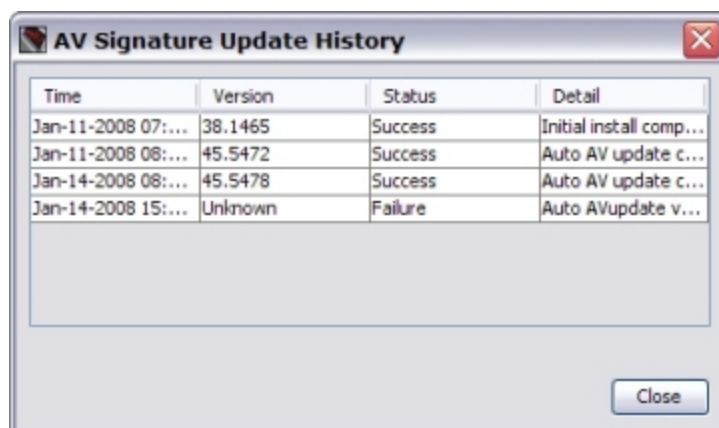 AV Signature Update History
Time Version Status Detail
Jan-11-2008 07:... 38.1465 Success Initial install comp...
Jan-11-2008 08:... 45.5472 Success Auto AV update c...
Jan-14-2008 08:... 45.5478 Success Auto AV update c...
Jan-14-2008 15:... Unknown Failure Auto AVupdate v...
Close